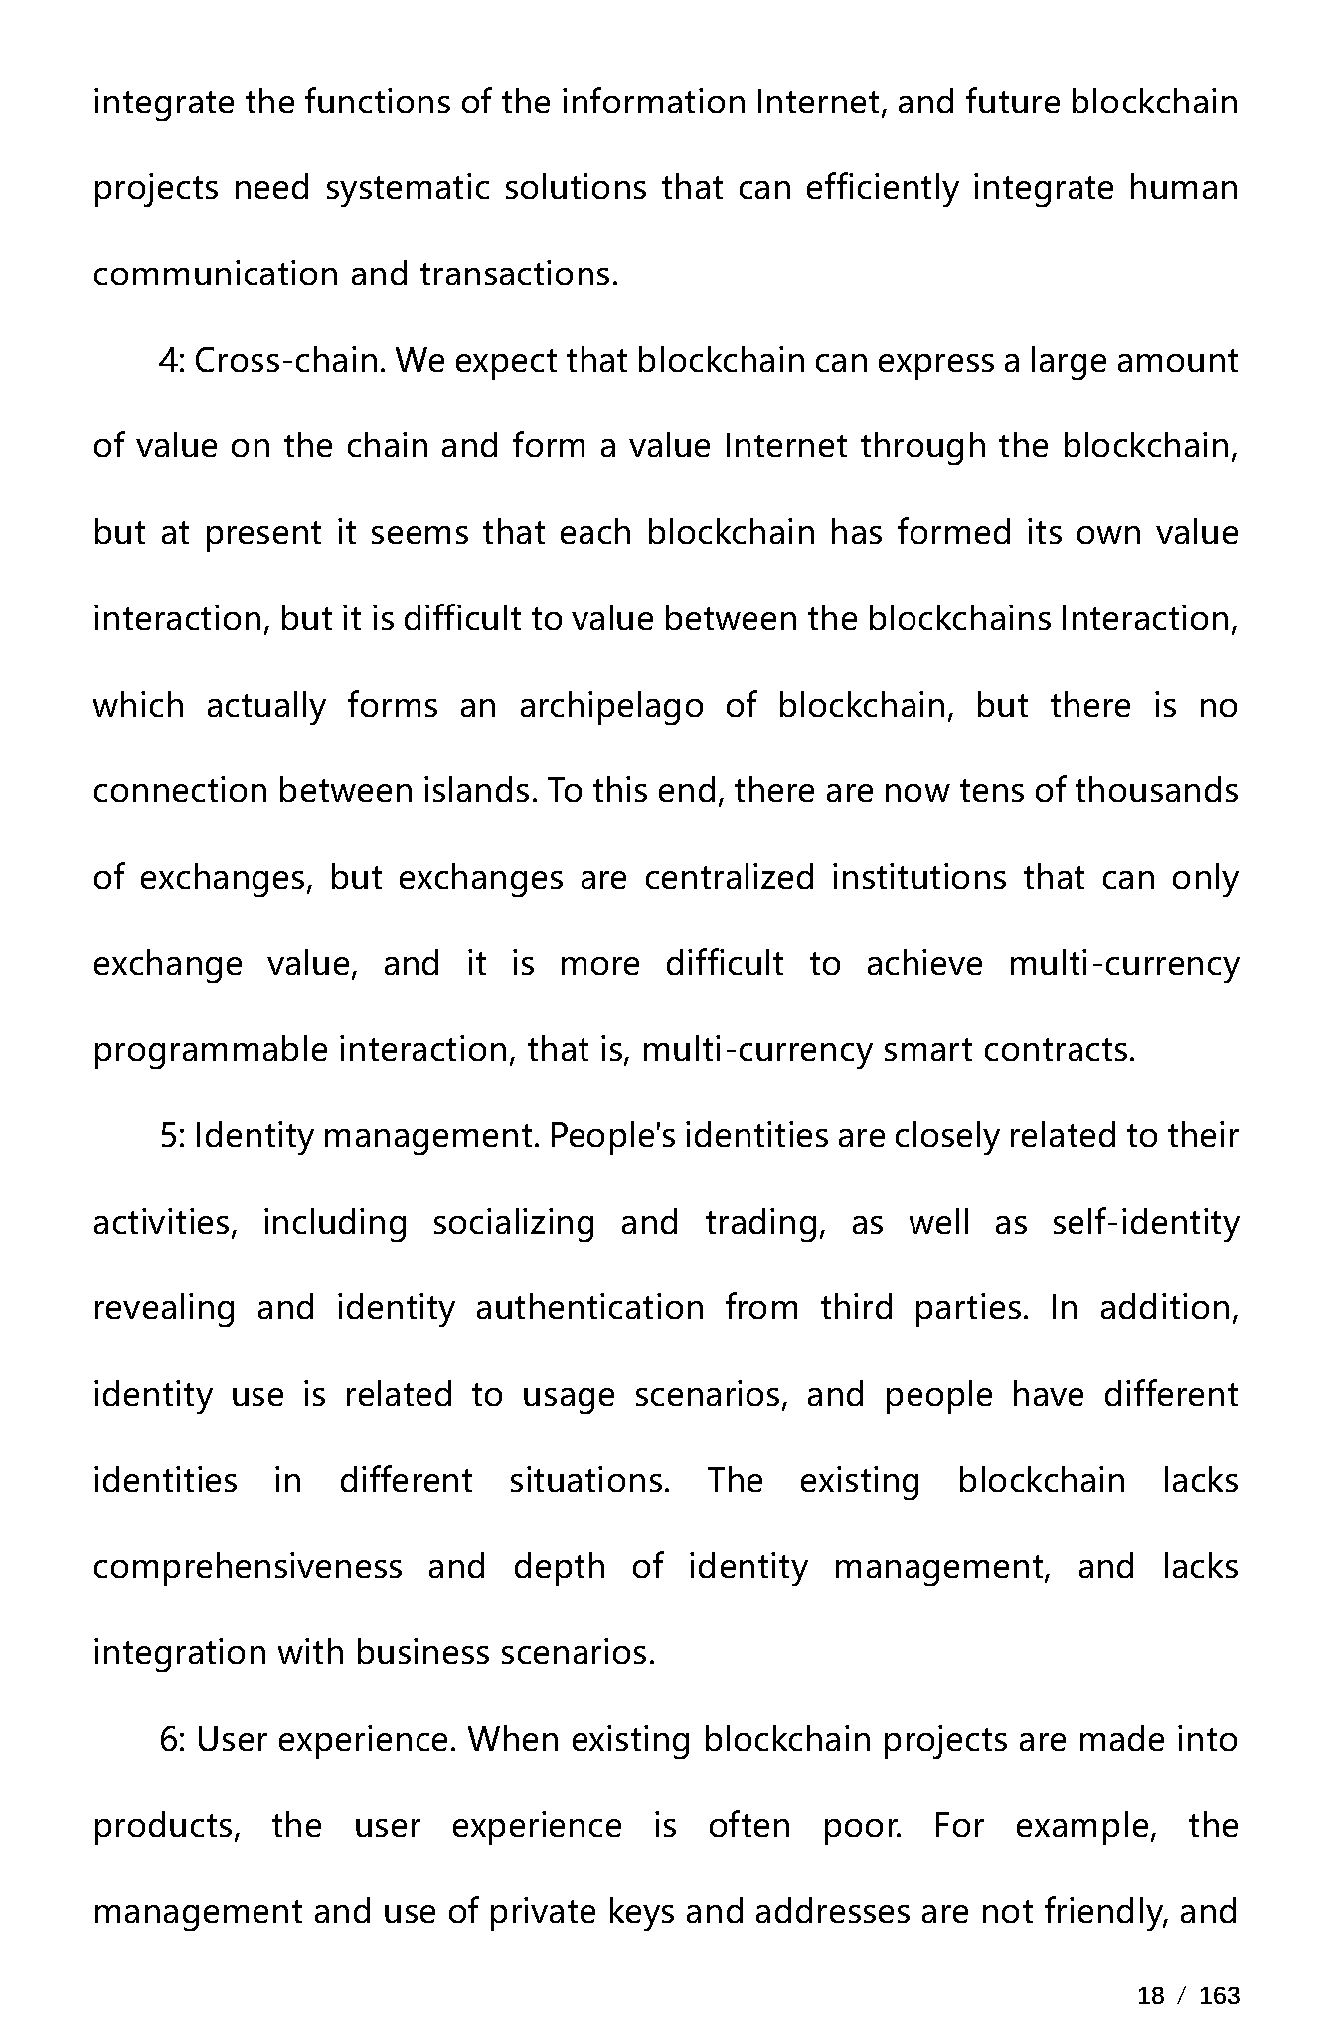 integrate the functions of the information Internet, and future blockchain
projects need systematic solutions that can efficiently integrate human
communication and transactions.
4: Cross-chain. We expect that blockchain can express a large amount
of value on the chain and form a value Internet through the blockchain,
but at present it seems that each blockchain has formed its own value
interaction, but it is difficult to value between the blockchains Interaction,
which actually forms an archipelago of blockchain, but there is no
connection between islands. To this end, there are now tens of thousands
of exchanges, but exchanges are centralized institutions that can only
exchange value, and it is more difficult to achieve multi-currency
programmable interaction, that is, multi-currency smart contracts.
5: Identity management. People's identities are closely related to their
activities, including socializing and trading, as well as self-identity
revealing and identity authentication from third parties. In addition,
identity use is related to usage scenarios, and people have different
identities in different situations. The existing blockchain lacks
comprehensiveness and depth of identity management, and lacks
integration with business scenarios.
6: User experience. When existing blockchain projects are made into
products, the user experience is often poor. For example, the
management and use of private keys and addresses are not friendly, and
18 / 163